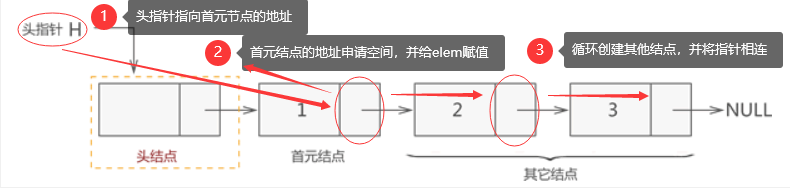 1 头指针指向首元节点的地址
头指针 H
2 首元结点的地址申请空间，并给elem赋值
3 循环创建其他结点，并将指针相连
1 2 3 NULL
头结点 首元结点
其它结点